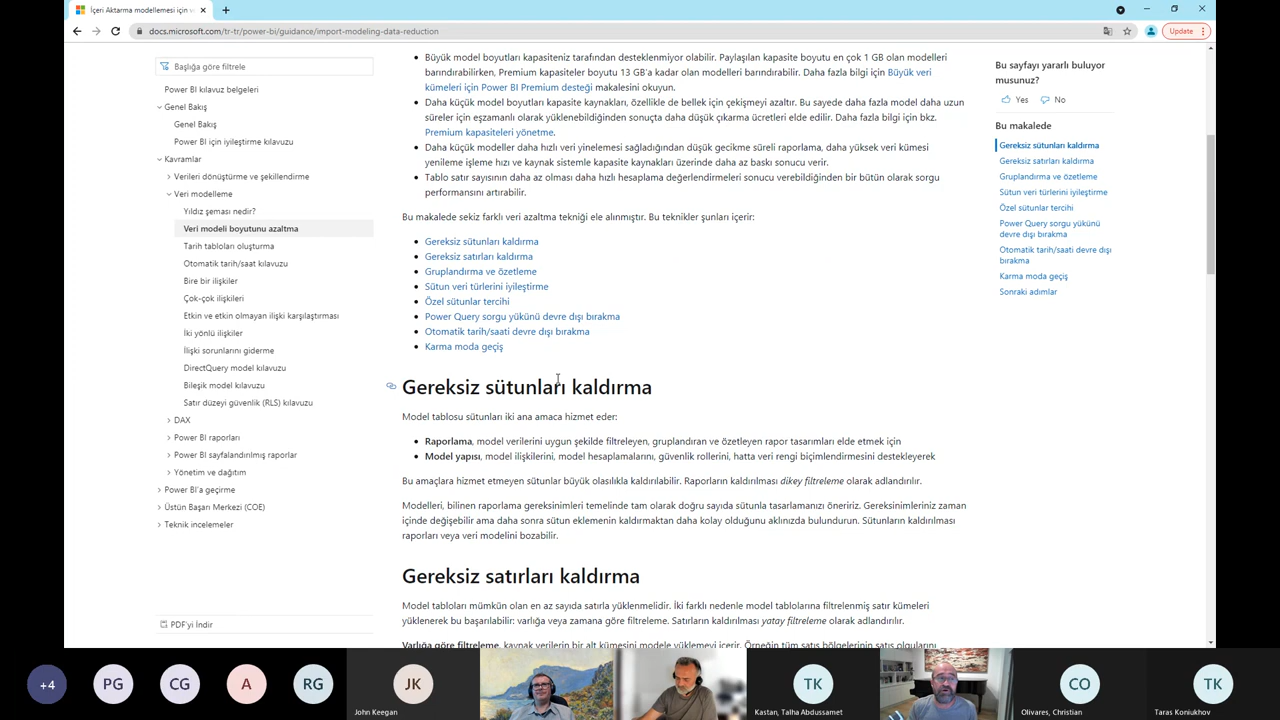 İçeri Aktarma modellemesi için v
docs.microsoft.com/tr-tr/power-bi/guidance/import-modeling-data-reduction
Update
Başlığa göre filtrele
Power BI kılavuz belgeleri
Genel Bakış
Genel Bakış
Power BI için iyileştirme kılavuzu
Kavramlar
Verileri dönüştürme ve şekillendirme
Veri modelleme
Yıldız şeması nedir?
Veri modeli boyutunu azaltma
Tarih tabloları oluşturma
Otomatik tarih/saat kılavuzu
Bire bir ilişkiler
Çok-çok ilişkileri
Etkin ve etkin olmayan ilişki karşılaştırması
İki yönlü ilişkiler
İlişki sorunlarını giderme
DirectQuery model kılavuzu
Bileşik model kılavuzu
Satır düzeyi güvenlik (RLS) kılavuzu
DAX
Power BI raporları
Power BI sayfalandırılmış raporlar
Yönetim ve dağıtım
Power BI'a geçirme
Üstün Başarı Merkezi (COE)
Teknik incelemeler
PDF'yi İndir
Büyük model boyutları kapasiteniz tarafından desteklenmiyor olabilir. Paylaşılan kapasite boyutu en çok 1 GB olan modelleri
barındırabilirken, Premium kapasiteler boyutu 13 GB'a kadar olan modelleri barındırabilir. Daha fazla bilgi için Büyük veri
kümeleri için Power BI Premium desteği makalesini okuyun.
Daha küçük model boyutları kapasite kaynakları, özellikle de bellek için çekişmeyi azaltır. Bu sayede daha fazla model daha uzun
süreler için eşzamanlı olarak yüklenebildiğinden sonuçta daha düşük çıkarma ücretleri elde edilir. Daha fazla bilgi için bkz.
Premium kapasiteleri yönetme.
Daha küçük modeller daha hızlı veri yinelemesi sağladığından düşük gecikme süreli raporlama, daha yüksek veri kümesi
yenileme işleme hızı ve kaynak sistemle kapasite kaynakları üzerinde daha az baskı sonucu verir.
Tablo satır sayısının daha az olması daha hızlı hesaplama değerlendirmeleri sonucu verebildiğinden bir bütün olarak sorgu
performansını artırabilir.
Bu makalede sekiz farklı veri azaltma tekniği ele alınmıştır. Bu teknikler şunları içerir:
Gereksiz sütunları kaldırma
Gereksiz satırları kaldırma
Gruplandırma ve özetleme
Sütun veri türlerini iyileştirme
Özel sütunlar tercihi
Power Query sorgu yükünü devre dışı bırakma
Otomatik tarih/saati devre dışı bırakma
Karma moda geçiş
Gereksiz sütunları kaldırma
Model tablosu sütunları iki ana amaca hizmet eder:
Raporlama, model verilerini uygun şekilde filtreleyen, gruplandıran ve özetleyen rapor tasarımları elde etmek için
Model yapısı, model ilişkilerini, model hesaplamalarını, güvenlik rollerini, hatta veri rengi biçimlendirmesini destekleyerek
Bu amaçlara hizmet etmeyen sütunlar büyük olasılıkla kaldırılabilir. Raporların kaldırılması dikey filtreleme olarak adlandırılır.
Modelleri, bilinen raporlama gereksinimleri temelinde tam olarak doğru sayıda sütunla tasarlamanızı öneririz. Gereksinimleriniz zaman
içinde değişebilir ama daha sonra sütun eklemenin kaldırmaktan daha kolay olduğunu aklınızda bulundurun. Sütunların kaldırılması
raporları veya veri modelini bozabilir.
Gereksiz satırları kaldırma
Model tabloları mümkün olan en az sayıda satırla yüklenmelidir. İki farklı nedenle model tablolarına filtrelenmiş satır kümeleri
yüklenerek bu başarılabilir: varlığa veya zamana göre filtreleme. Satırların kaldırılması yatay filtreleme olarak adlandırılır.
Varlığa göre filtreleme, kaynak verilerin bir alt kümesini modele yüklemeyi içerir. Örneğin tüm satış bölgelerinin satış olgularını
Bu sayfayı yararlı buluyor
musunuz?
Yes No
Bu makalede
Gereksiz sütunları kaldırma
Gereksiz satırları kaldırma
Gruplandırma ve özetleme
Sütun veri türlerini iyileştirme
Özel sütunlar tercihi
Power Query sorgu yükünü
devre dışı bırakma
Otomatik tarih/saati devre dışı
bırakma
Karma moda geçiş
Sonraki adımlar
+4 PG CG A RG JK TK CO TK
John Keegan
Kastan, Talha Abdussamet
Olivares, Christian
Taras Koniukhov